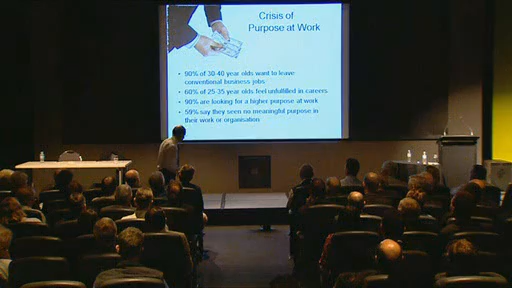 Crisis of
Purpose at Work
• 90% of 30-40 year olds want to leave
conventional business jobs
• 60% of 25-35 year olds feel unfulfilled in careers
• 90% are looking for a higher purpose at work
• 59% say they seen no meaningful purpose in
their work or organisation